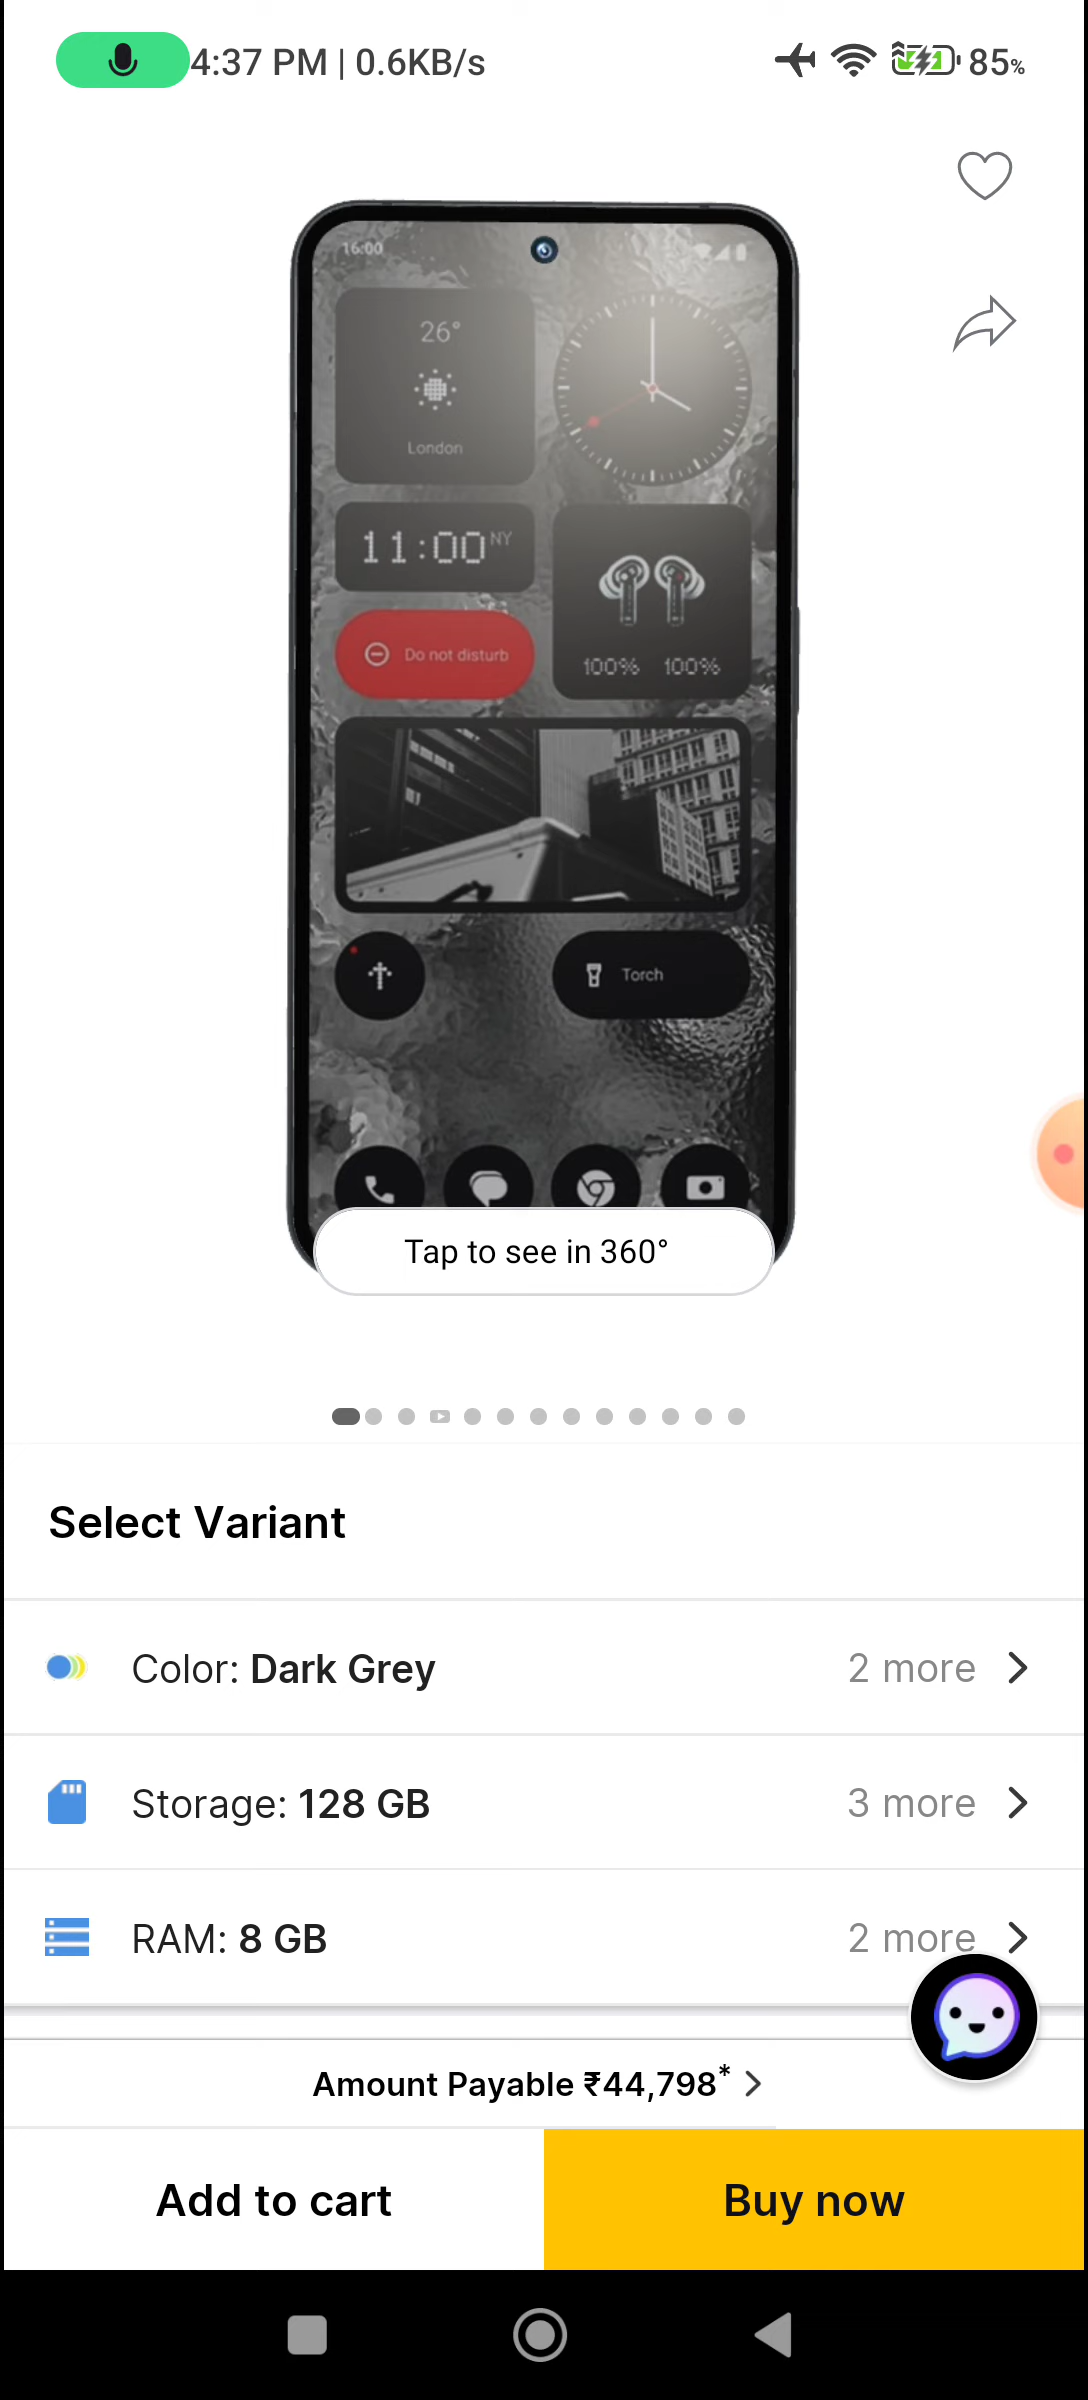 4:37 PM | 0.6KB/s
85%
16:00
26°
London
11:00 NY
Do not disturb
100% 100%
Torch
Tap to see in 360°
Select Variant
Color: Dark Grey 2 more
Storage: 128 GB 3 more
RAM: 8 GB 2 more
Amount Payable ₹44,798*
Add to cart
Buy now